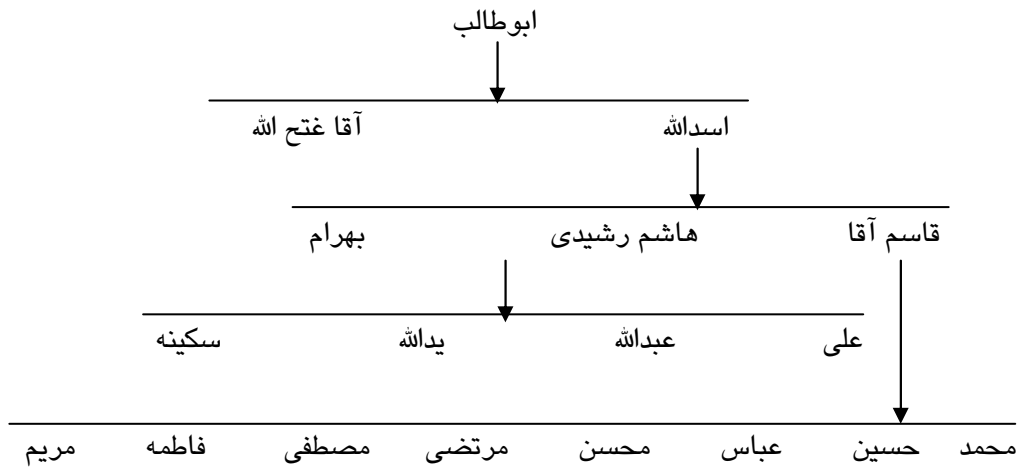 ابوطالب
اسدالله آقا غتح الله
قاسم آقا هاشم رشیدی بهرام
علی عبدالله یدالله سکینه
محمد حسین عباس محسن مرتضی مصطفی فاطمه مریم